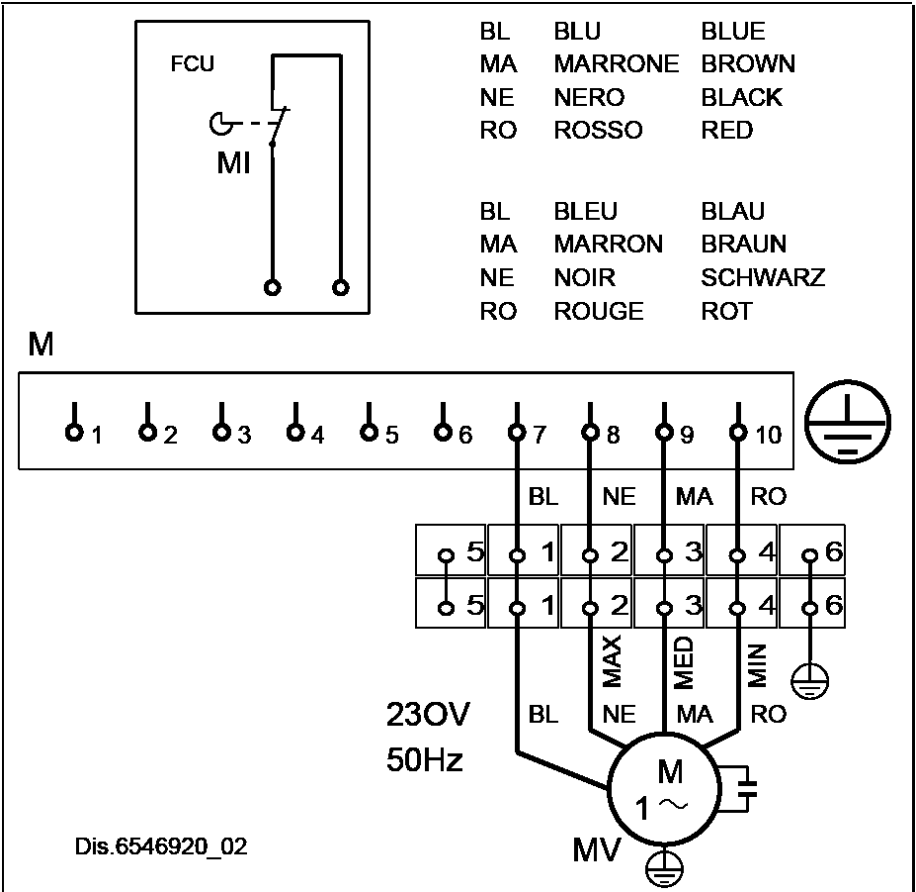 FCU
MI
BL BLU BLUE
MA MARRONE BROWN
NE NERO BLACK
RO ROSSO RED
BL BLEU BLAU
MA MARRON BRAUN
NE NOIR SCHWARZ
RO ROUGE ROT
M
1 2 3 4 5 6 7 8 9 10
BL NE MA RO
5 1 2 3 4 6
5 1 2 3 4 6
MAX MED MIN
230V BL NE MA RO
50Hz
M
1 ~
MV
Dis.6546920_02